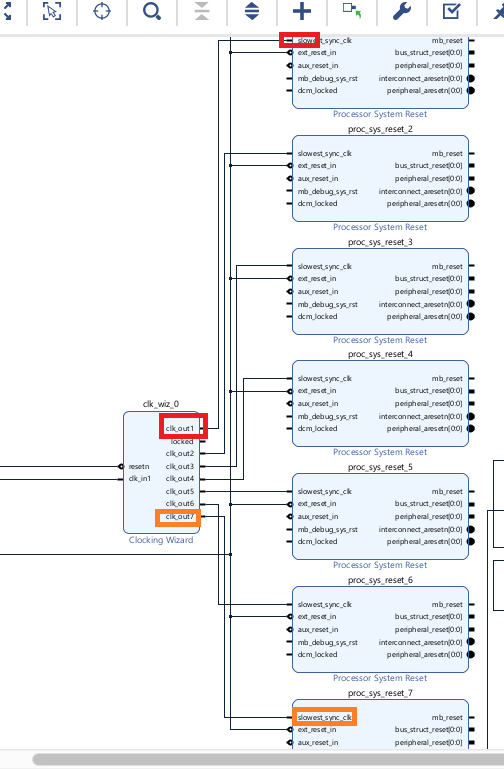 slowest_sync_clk mb_reset
ext_reset_in bus_struct_reset[0:0]
aux_reset_in peripheral_reset[0:0]
mb_debug_sys_rst interconnect_aresetn[0:0]
dcm_locked peripheral_aresetn[0:0]
Processor System Reset
proc_sys_reset_2
slowest_sync_clk mb_reset
ext_reset_in bus_struct_reset[0:0]
aux_reset_in peripheral_reset[0:0]
mb_debug_sys_rst interconnect_aresetn[0:0]
dcm_locked peripheral_aresetn[0:0]
Processor System Reset
proc_sys_reset_3
slowest_sync_clk mb_reset
ext_reset_in bus_struct_reset[0:0]
aux_reset_in peripheral_reset[0:0]
mb_debug_sys_rst interconnect_aresetn[0:0]
dcm_locked peripheral_aresetn[0:0]
Processor System Reset
proc_sys_reset_4
slowest_sync_clk mb_reset
ext_reset_in bus_struct_reset[0:0]
aux_reset_in peripheral_reset[0:0]
mb_debug_sys_rst interconnect_aresetn[0:0]
dcm_locked peripheral_aresetn[0:0]
Processor System Reset
clk_wiz_0
clk_out1
locked
clk_out2
resetn clk_out3
clk_in1 clk_out4
clk_out5
clk_out6
clk_out7
Clocking Wizard
proc_sys_reset_5
slowest_sync_clk mb_reset
ext_reset_in bus_struct_reset[0:0]
aux_reset_in peripheral_reset[0:0]
mb_debug_sys_rst interconnect_aresetn[0:0]
dcm_locked peripheral_aresetn[0:0]
Processor System Reset
proc_sys_reset_6
slowest_sync_clk mb_reset
ext_reset_in bus_struct_reset[0:0]
aux_reset_in peripheral_reset[0:0]
mb_debug_sys_rst interconnect_aresetn[0:0]
dcm_locked peripheral_aresetn[0:0]
Processor System Reset
proc_sys_reset_7
slowest_sync_clk mb_reset
ext_reset_in bus_struct_reset[0:0]
aux_reset_in peripheral_reset[0:0]